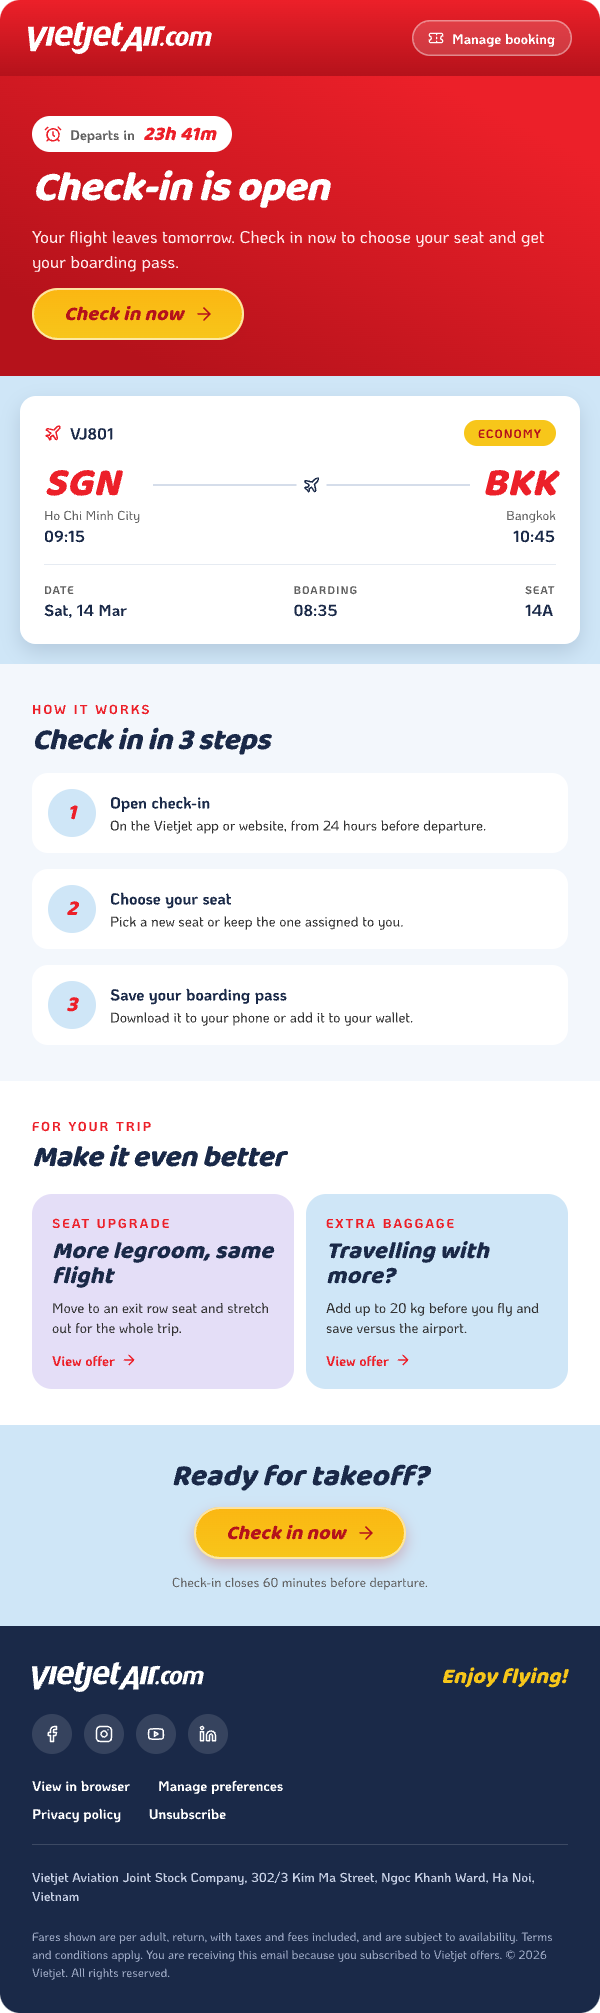 vietjetAir.com
Manage booking
Departs in 23h 41m
Check-in is open
Your flight leaves tomorrow. Check in now to choose your seat and get
your boarding pass.
Check in now
VJ801
ECONOMY
SGN
BKK
Ho Chi Minh City
Bangkok
09:15
10:45
DATE
BOARDING
SEAT
Sat, 14 Mar
08:35
14A
HOW IT WORKS
Check in in 3 steps
1
Open check-in
On the Vietjet app or website, from 24 hours before departure.
2
Choose your seat
Pick a new seat or keep the one assigned to you.
3
Save your boarding pass
Download it to your phone or add it to your wallet.
FOR YOUR TRIP
Make it even better
SEAT UPGRADE
More legroom, same
flight
Move to an exit row seat and stretch
out for the whole trip.
View offer
EXTRA BAGGAGE
Travelling with
more?
Add up to 20 kg before you fly and
save versus the airport.
View offer
Ready for takeoff?
Check in now
Check-in closes 60 minutes before departure.
vietjetAir.com
Enjoy flying!
View in browser
Manage preferences
Privacy policy
Unsubscribe
Vietjet Aviation Joint Stock Company, 302/3 Kim Ma Street, Ngoc Khanh Ward, Ha Noi,
Vietnam
Fares shown are per adult, return, with taxes and fees included, and are subject to availability. Terms
and conditions apply. You are receiving this email because you subscribed to Vietjet offers. © 2026
Vietjet. All rights reserved.